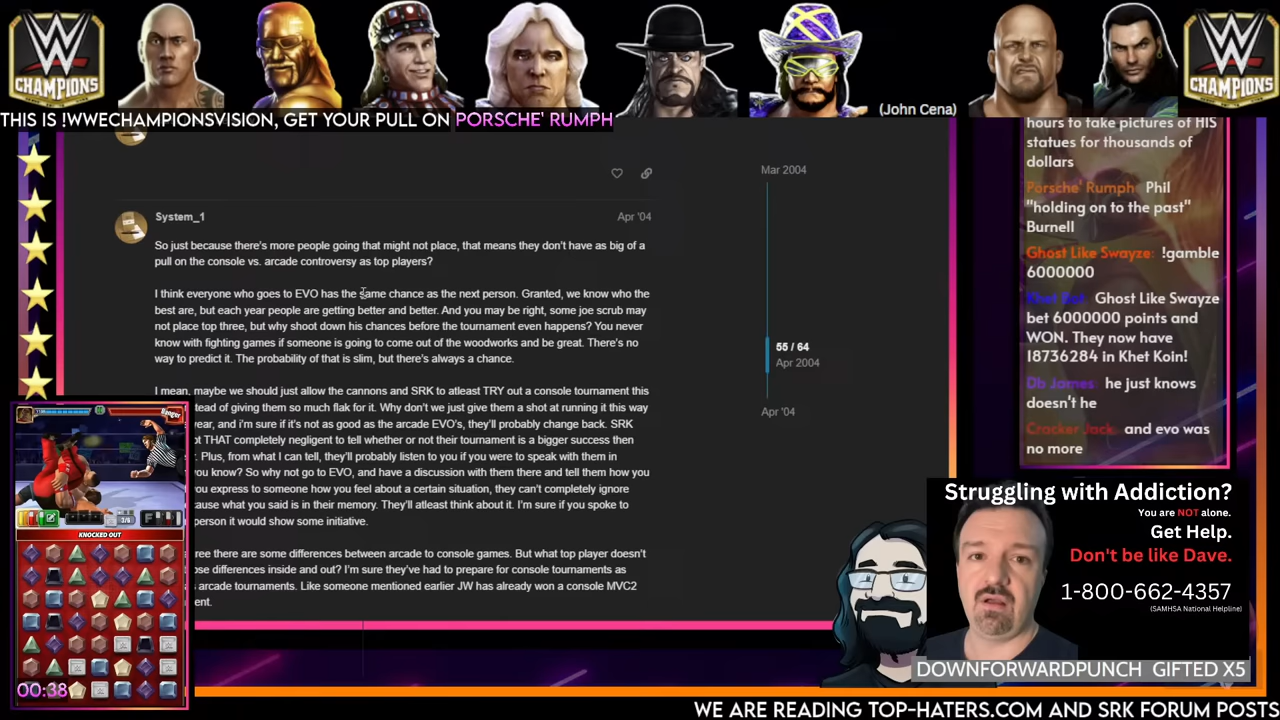 WWE
CHAMPIONS
(John Cena)
WWE
CHAMPIONS
THIS IS !WWECHAMPIONSVISION, GET YOUR PULL ON PORSCHE' RUMPH
Mar 2004
System_1
Apr '04
So just because there's more people going that might not place, that means they don't have as big of a
pull on the console vs. arcade controversy as top players?
I think everyone who goes to EVO has the same chance as the next person. Granted, we know who the
best are, but each year people are getting better and better. And you may be right, some joe scrub may
not place top three, but why shoot down his chances before the tournament even happens? You never
know with fighting games if someone is going to come out of the woodworks and be great. There's no
way to predict it. The probability of that is slim, but there's always a chance.
I mean, maybe we should just allow the cannons and SRK to atleast TRY out a console tournament this
tead of giving them so much flak for it. Why don't we just give them a shot at running it this way
year, and i'm sure if it's not as good as the arcade EVO's, they'll probably change back. SRK
t THAT completely negligent to tell whether or not their tournament is a bigger success then
. Plus, from what I can tell, they'll probably listen to you if you were to speak with them in
you know? So why not go to EVO, and have a discussion with them there and tell them how you
you express to someone how you feel about a certain situation, they can't completely ignore
ause what you said is in their memory. They'll atleast think about it. I'm sure if you spoke to
person it would show some initiative.
ree there are some differences between arcade to console games. But what top player doesn't
ose differences inside and out? I'm sure they've had to prepare for console tournaments as
s arcade tournaments. Like someone mentioned earlier JW has already won a console MVC2
ent.
55 / 64
Apr 2004
Apr '04
hours to take pictures of HIS
statues for thousands of
dollars
Porsche' Rumph: Phil
"holding on to the past"
Burnell
Ghost Like Swayze: !gamble
6000000
Khet Bot: Ghost Like Swayze
bet 6000000 points and
WON. They now have
18736284 in Khet Koin!
Db James: he just knows
doesn't he
Cracker Jack: and evo was
no more
Danger
KNOCKED OUT
00:38
Struggling with Addiction?
You are NOT alone.
Get Help.
Don't be like Dave.
1-800-662-4357
(SAMHSA National Helpline)
DOWNFORWARDPUNCH GIFTED X5
WE ARE READING TOP-HATERS.COM AND SRK FORUM POSTS